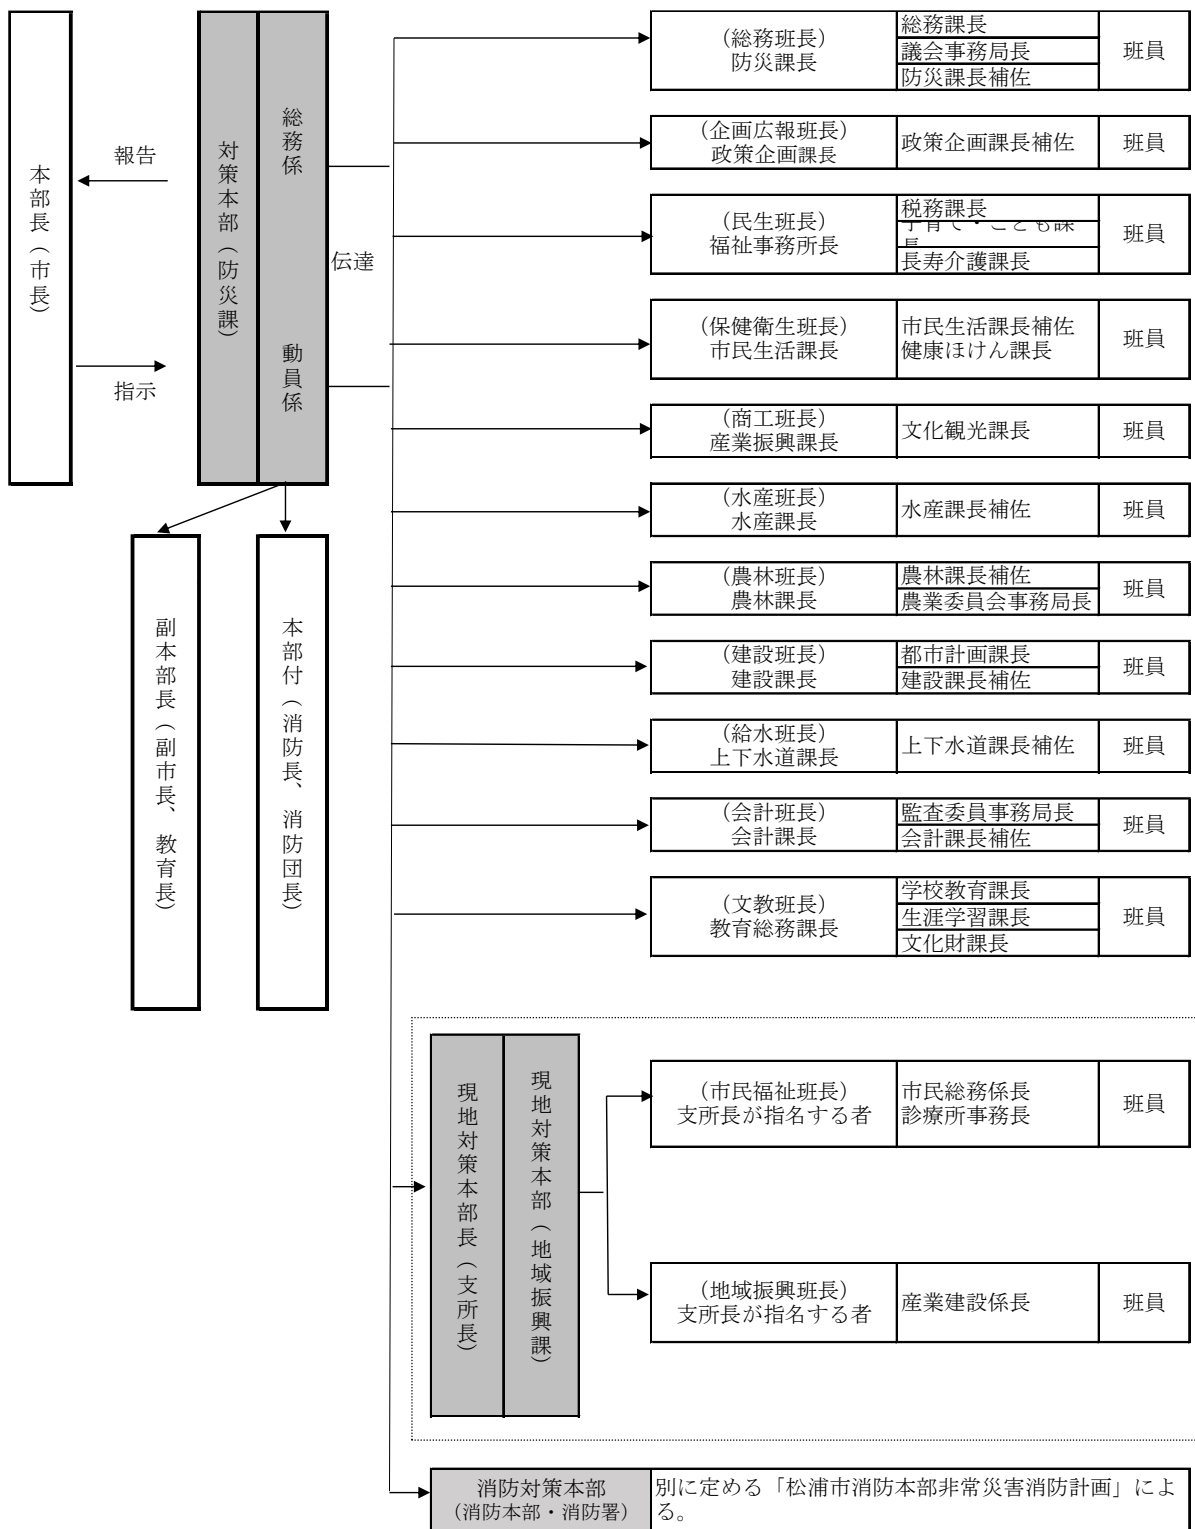 本部長（市長）
報告
指示
対策本部（防災課）
総務係
動員係
伝達
副本部長（副市長、教育長）
本部付（消防長、消防団長）
（総務班長）
防災課長
総務課長
議会事務局長
防災課長補佐
班員
（企画広報班長）
政策企画課長
政策企画課長補佐
班員
（民生班長）
福祉事務所長
税務課長
子育て・こども課
長
長寿介護課長
班員
（保健衛生班長）
市民生活課長
市民生活課長補佐
健康ほけん課長
班員
（商工班長）
産業振興課長
文化観光課長
班員
（水産班長）
水産課長
水産課長補佐
班員
（農林班長）
農林課長
農林課長補佐
農業委員会事務局長
班員
（建設班長）
建設課長
都市計画課長
建設課長補佐
班員
（給水班長）
上下水道課長
上下水道課長補佐
班員
（会計班長）
会計課長
監査委員事務局長
会計課長補佐
班員
（文教班長）
教育総務課長
学校教育課長
生涯学習課長
文化財課長
班員
現地対策本部長（支所長）
現地対策本部（地域振興課）
（市民福祉班長）
支所長が指名する者
市民総務係長
診療所事務長
班員
（地域振興班長）
支所長が指名する者
産業建設係長
班員
消防対策本部
（消防本部・消防署）
別に定める「松浦市消防本部非常災害消防計画」によ
る。